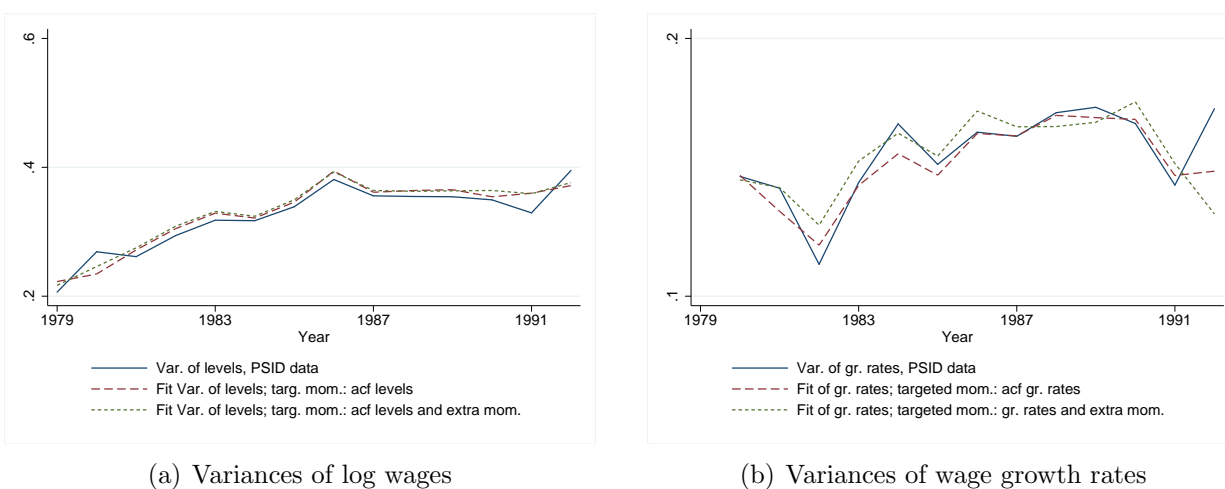 .6
.4
.2
1979 1983 1987 1991
Year
Var. of levels, PSID data
Fit Var. of levels; targ. mom.: acf levels
Fit Var. of levels; targ. mom.: acf levels and extra mom.
(a) Variances of log wages
.2
.1
1979 1983 1987 1991
Year
Var. of gr. rates, PSID data
Fit of gr. rates; targeted mom.: acf gr. rates
Fit of gr. rates; targeted mom.: gr. rates and extra mom.
(b) Variances of wage growth rates